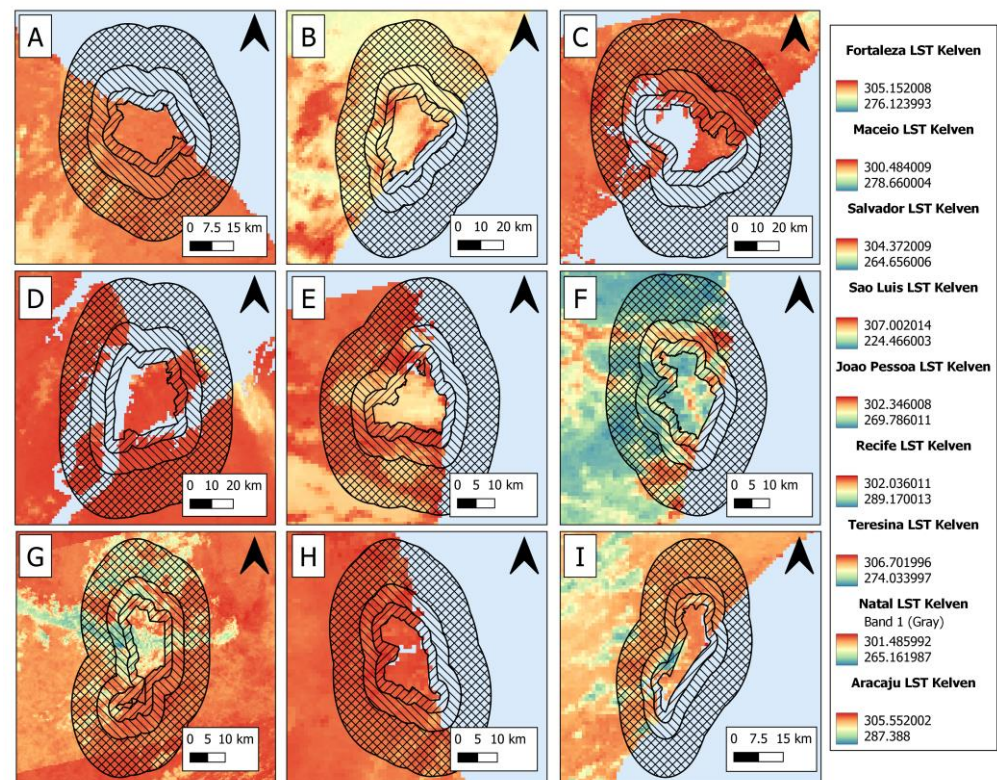 A
0 7.5 15 km
B
0 10 20 km
C
0 10 20 km
D
0 10 20 km
E
0 5 10 km
F
0 5 10 km
G
0 5 10 km
H
0 5 10 km
I
0 7.5 15 km
Fortaleza LST Kelven
305.152008
276.123993
Maceio LST Kelven
300.484009
278.660004
Salvador LST Kelven
304.372009
264.656006
Sao Luis LST Kelven
307.002014
224.466003
Joao Pessoa LST Kelven
302.346008
269.786011
Recife LST Kelven
302.036011
289.170013
Teresina LST Kelven
306.701996
274.033997
Natal LST Kelven
Band 1 (Gray)
301.485992
265.161987
Aracaju LST Kelven
305.552002
287.388